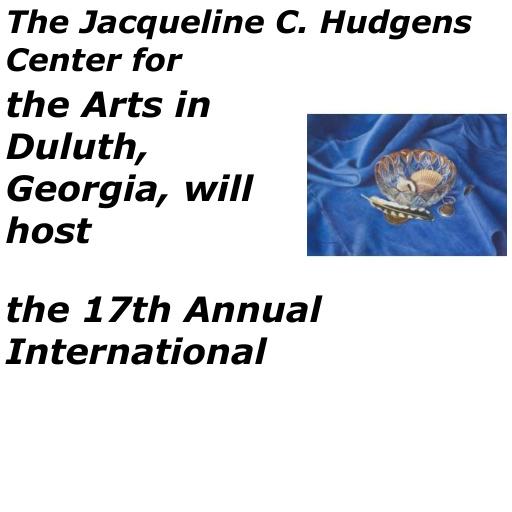 The Jacqueline C. Hudgens
Center for
the Arts in
Duluth,
Georgia, will
host
the 17th Annual
International